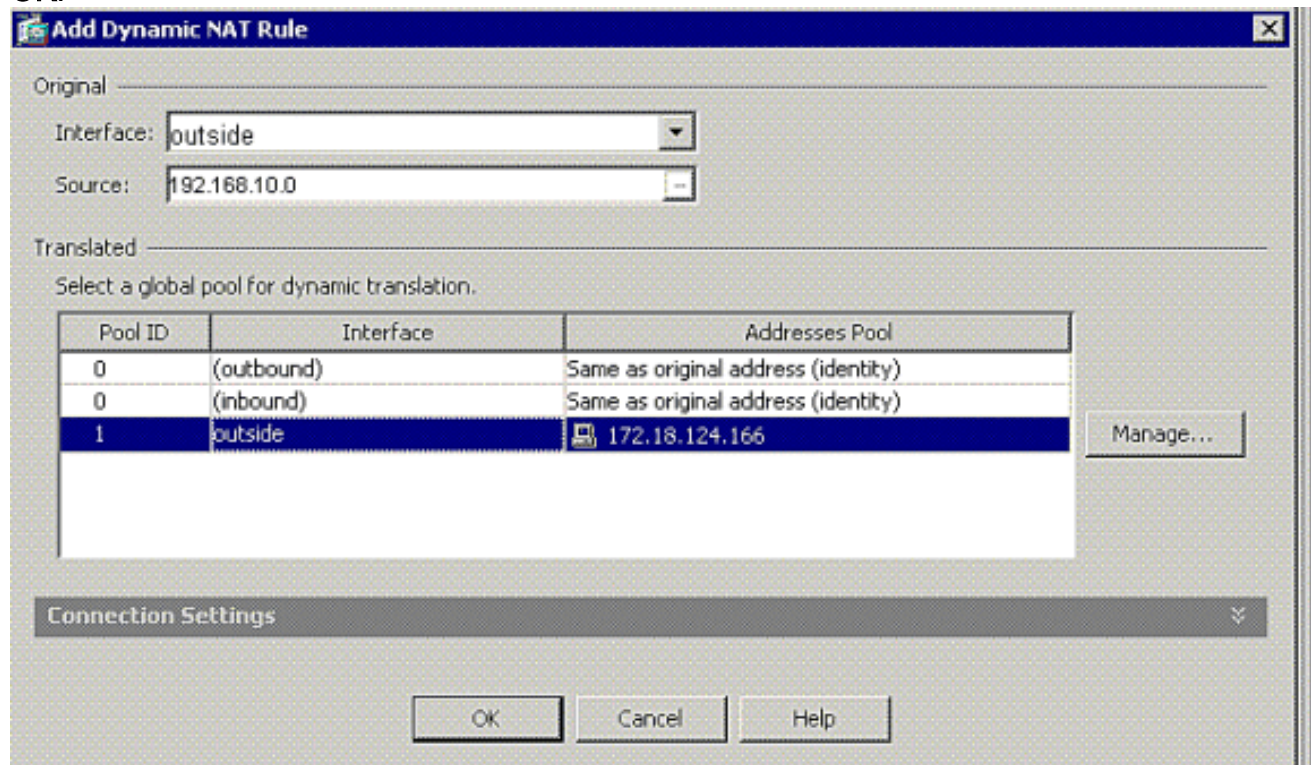 OK.
Add Dynamic NAT Rule
Original
Interface: outside
Source: 192.168.10.0
Translated
Select a global pool for dynamic translation.
Pool ID Interface Addresses Pool
0 (outbound) Same as original address (identity)
0 (inbound) Same as original address (identity)
1 outside 172.18.124.166
Manage...
Connection Settings
OK Cancel Help